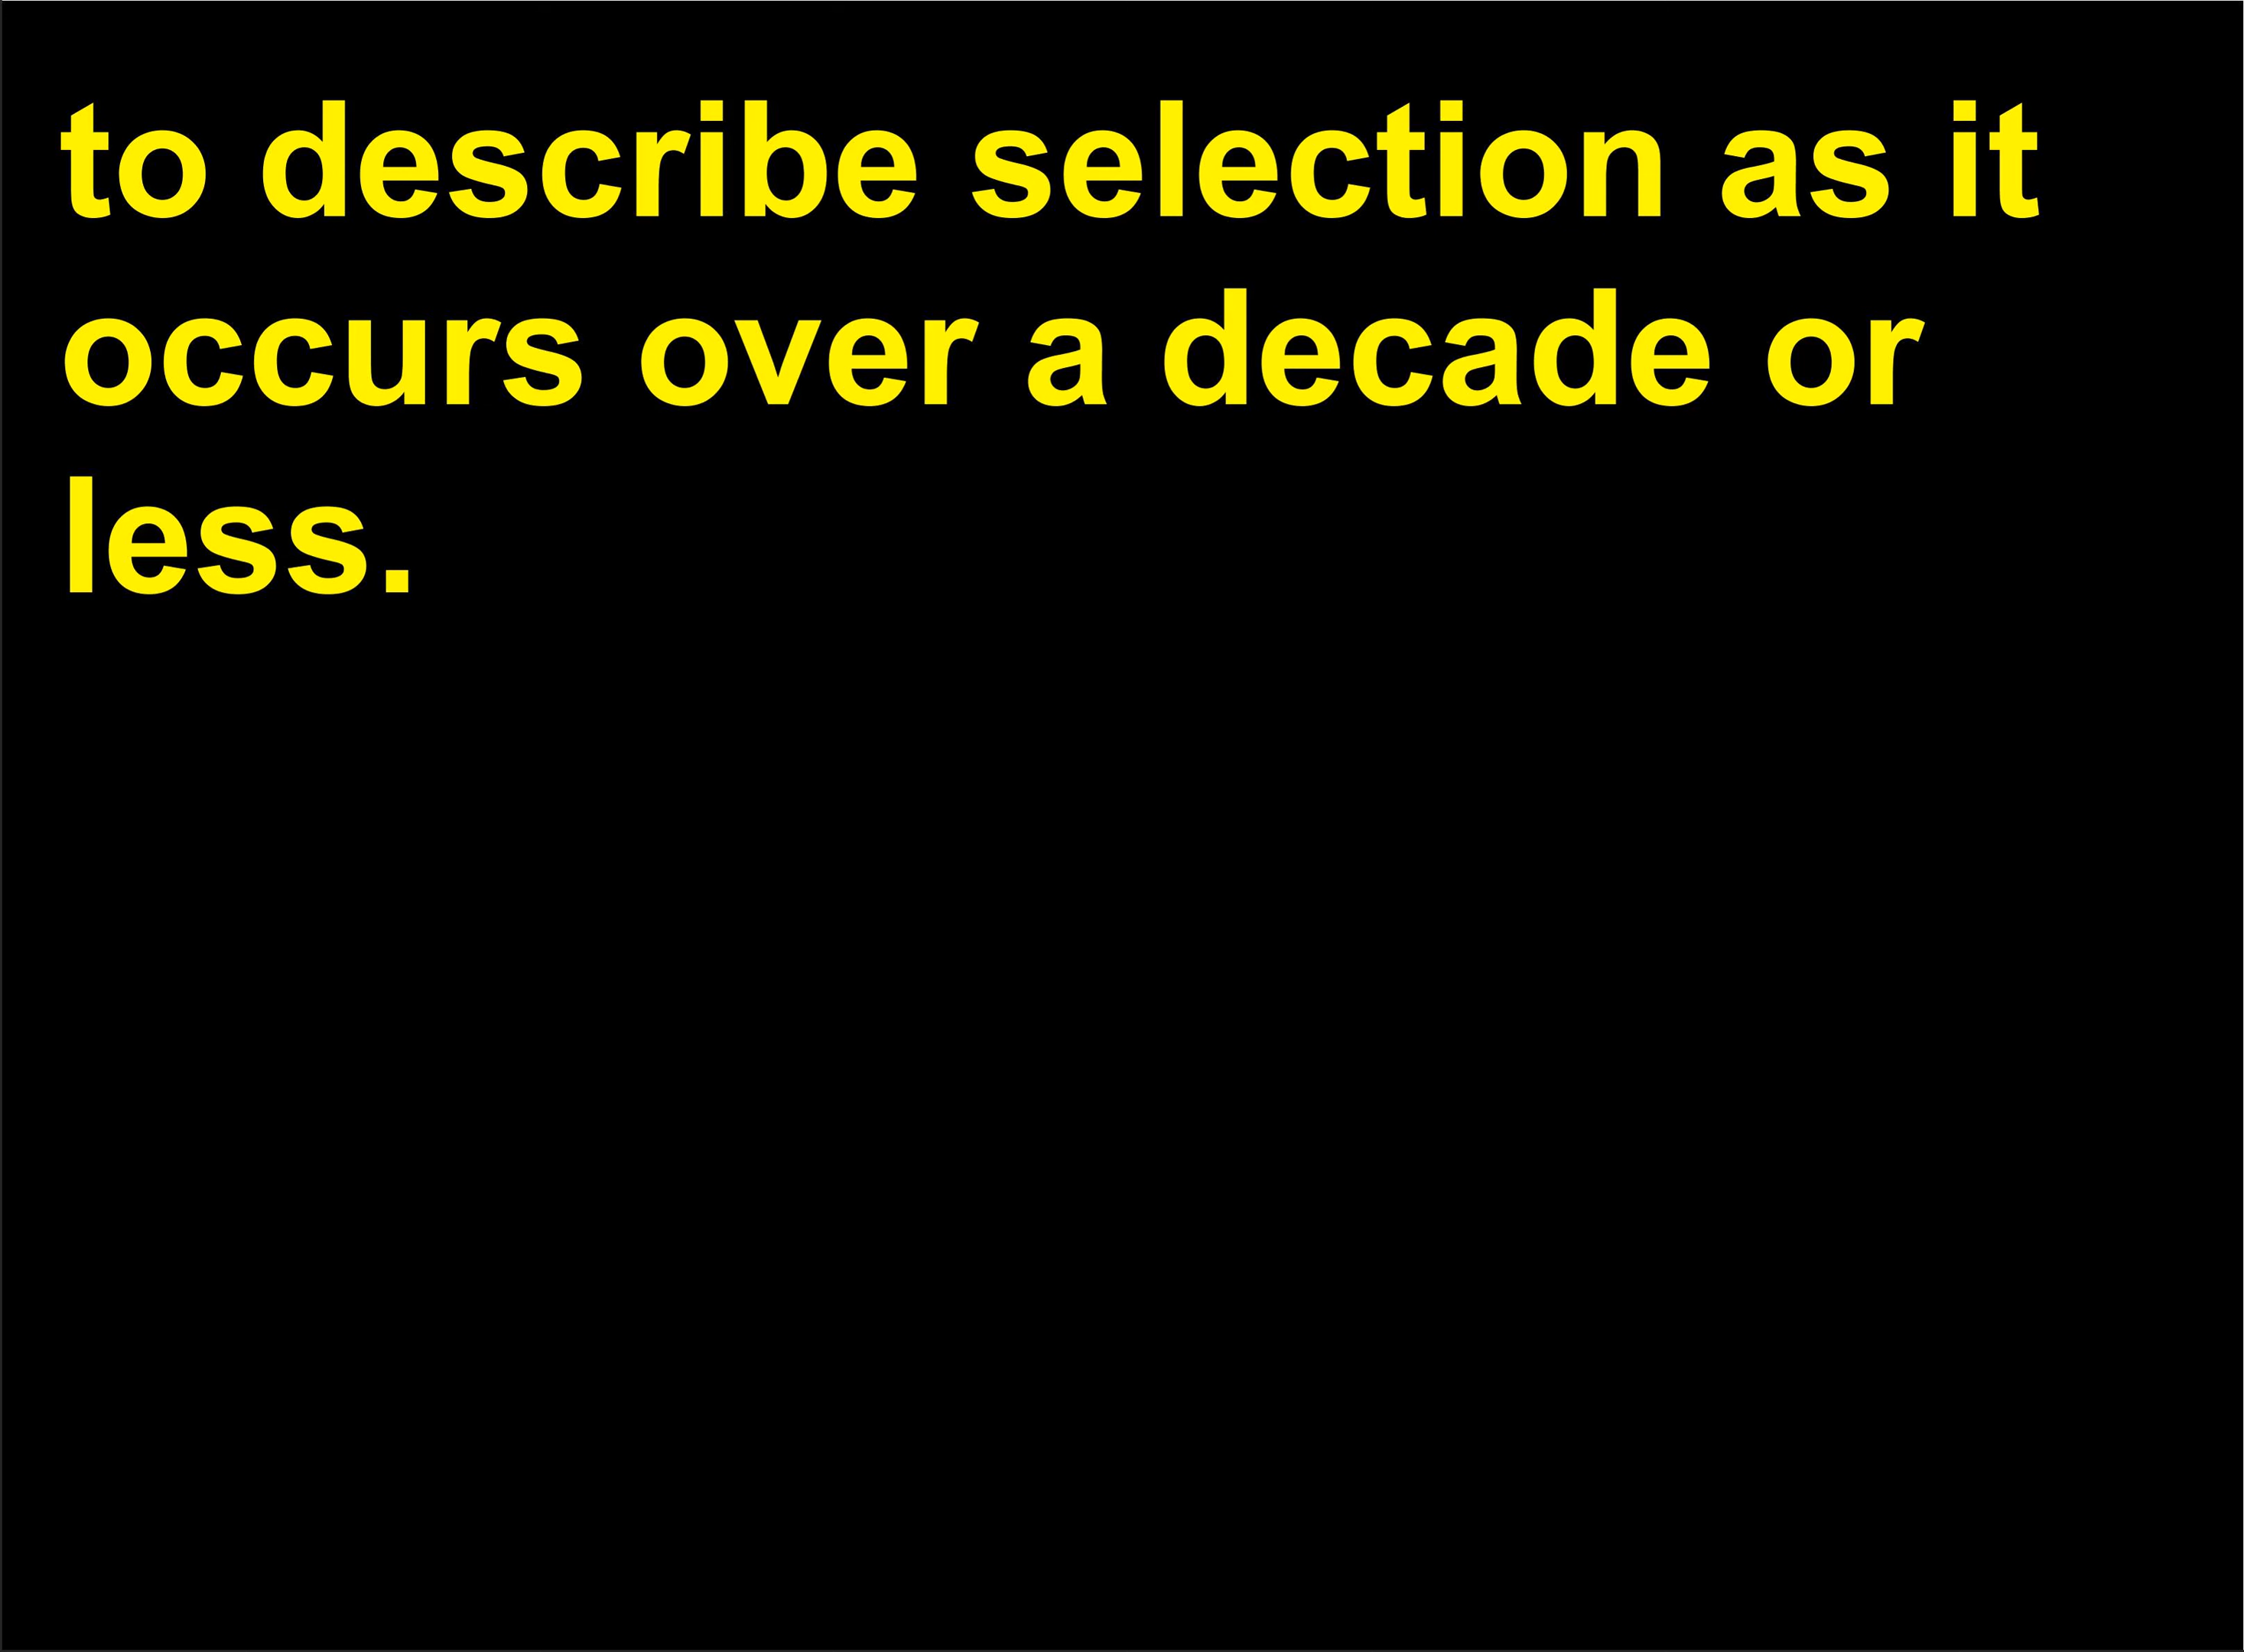 to describe selection as it
occurs over a decade or
less.